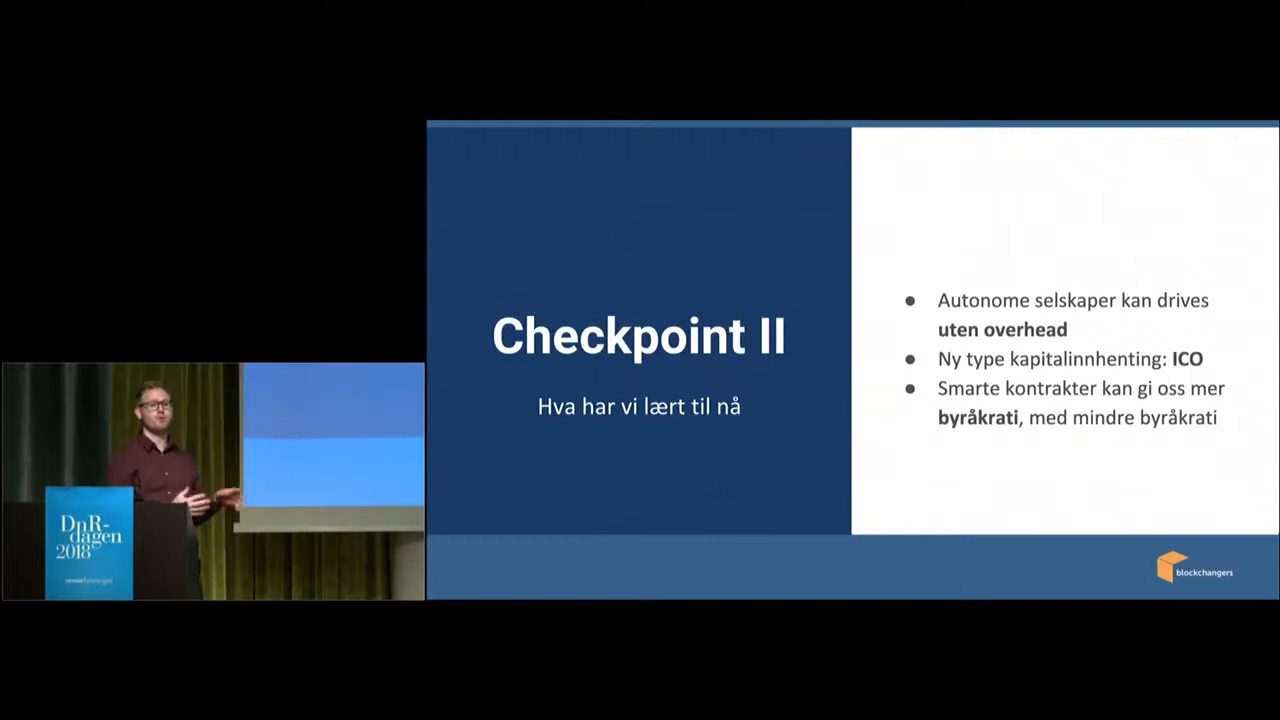 Checkpoint II
Hva har vi lært til nå
● Autonome selskaper kan drives
uten overhead
● Ny type kapitalinnhenting: ICO
● Smarte kontrakter kan gi oss mer
byråkrati, med mindre byråkrati
blockchangers
DnR-
dagen
2018